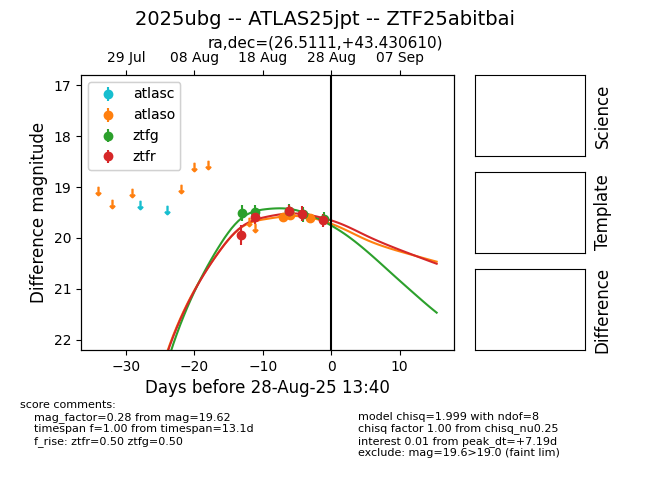 2025ubg -- ATLAS25jpt -- ZTF25abitbai
ra,dec=(26.5111,+43.430610)
29 Jul 08 Aug 18 Aug 28 Aug 07 Sep
atlasc
atlaso
ztfg
ztfr
17
18
19
20
21
22
Difference magnitude
−30 −20 −10 0 10
Days before 28-Aug-25 13:40
Science
Template
Difference
score comments:
mag_factor=0.28 from mag=19.62
timespan f=1.00 from timespan=13.1d
f_rise: ztfr=0.50 ztfg=0.50
model chisq=1.999 with ndof=8
chisq factor 1.00 from chisq_nu0.25
interest 0.01 from peak_dt=+7.19d
exclude: mag=19.6>19.0 (faint lim)